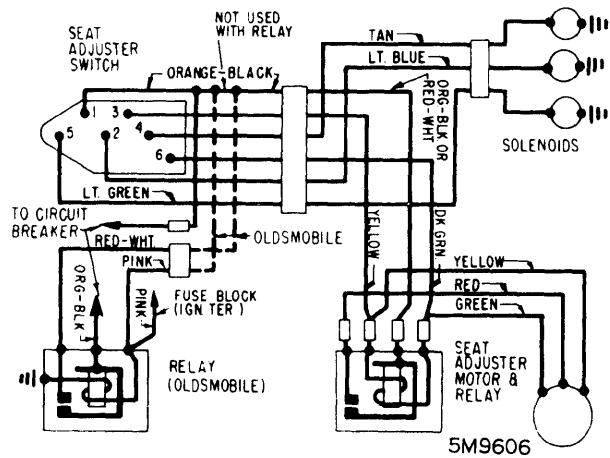 NOT USED
WITH RELAY
SEAT
ADJUSTER
SWITCH
ORANGE-BLACK
TAN
LT. BLUE
ORG-BLK OR
RED-WHT
SOLENOIDS
1
3
5
2
4
6
LT. GREEN
TO CIRCUIT
BREAKER
RED-WHT
PINK
OLDSMOBILE
YELLOW
DK GRN
YELLOW
RED
GREEN
ORG-BLK
PINK
FUSE BLOCK
(IGNITER)
RELAY
(OLDSMOBILE)
SEAT
ADJUSTER
MOTOR &
RELAY
5M9606